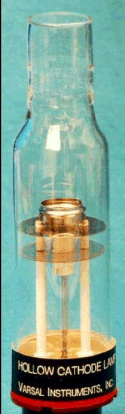 HOLLOW CATHODE LAMP
VARSAL INSTRUMENTS, INC.